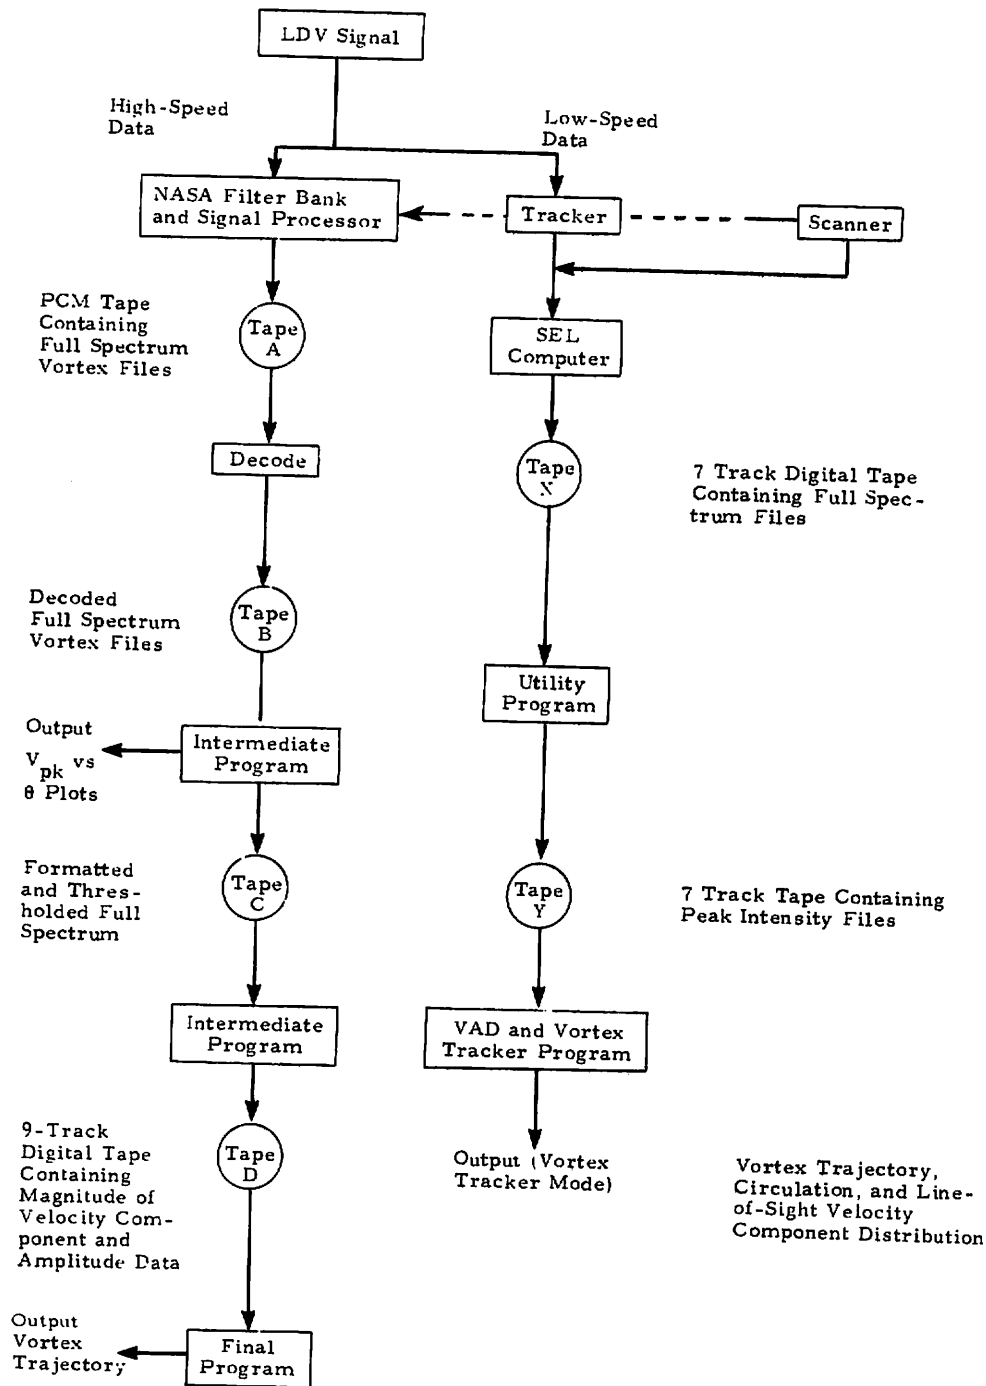 LDV Signal
High-Speed
Data
Low-Speed
Data
NASA Filter Bank
and Signal Processor
Tracker
Scanner
PCM Tape
Containing
Full Spectrum
Vortex Files
Tape
A
SEL
Computer
Decode
Tape
X
7 Track Digital Tape
Containing Full Spec-
trum Files
Decoded
Full Spectrum
Vortex Files
Tape
B
Utility
Program
Output
Vpk vs
θ Plots
Intermediate
Program
Formatted
and Thres-
holded Full
Spectrum
Tape
C
Tape
Y
7 Track Tape Containing
Peak Intensity Files
Intermediate
Program
VAD and Vortex
Tracker Program
9-Track
Digital Tape
Containing
Magnitude of
Velocity Com-
ponent and
Amplitude Data
Tape
D
Output (Vortex
Tracker Mode)
Vortex Trajectory,
Circulation, and Line-
of-Sight Velocity
Component Distribution
Output
Vortex
Trajectory
Final
Program